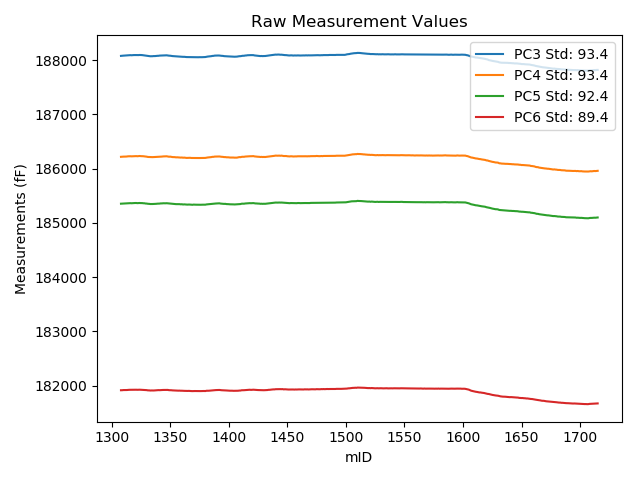 Raw Measurement Values
PC3 Std: 93.4
PC4 Std: 93.4
PC5 Std: 92.4
PC6 Std: 89.4
Measurements (fF)
188000
187000
186000
185000
184000
183000
182000
1300 1350 1400 1450 1500 1550 1600 1650 1700
mID